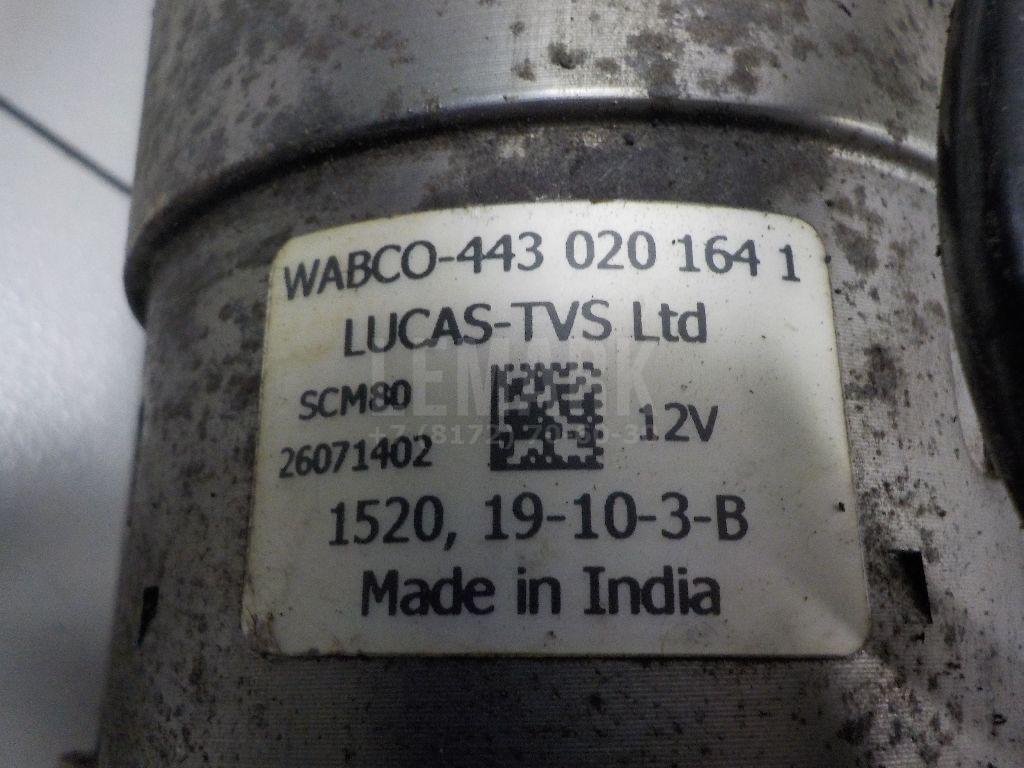 WABCO-443 020 164 1
LUCAS-TVS Ltd
SCM80
12V
26071402
1520, 19-10-3-B
Made in India